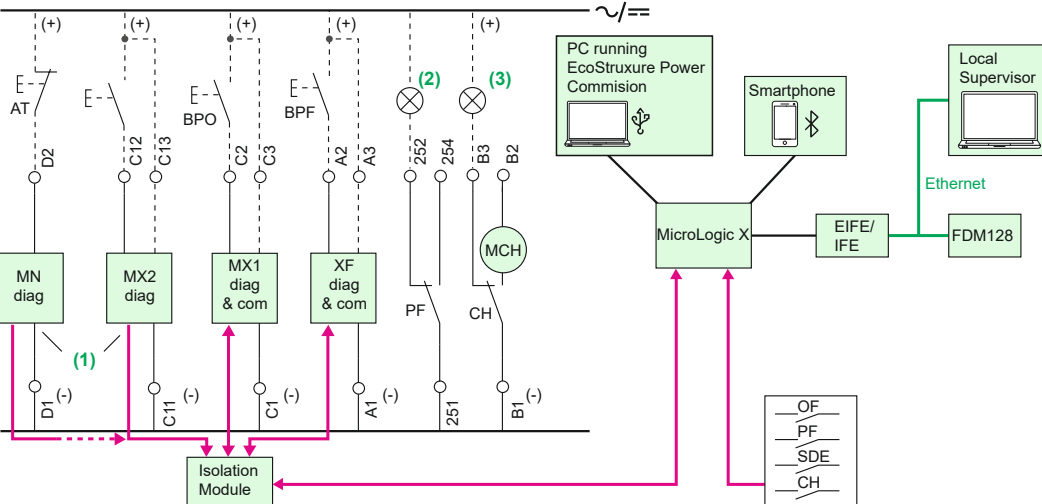 (+)
(+)
(+)
(+)
PC running
EcoStruxure Power
Commision
Smartphone
Local
Supervisor
(2)
(3)
AT
BPO
BPF
D2
C12
C13
C2
C3
A2
A3
252
254
B3
B2
Ethernet
MN
diag
MX2
diag
MX1
diag
& com
XF
diag
& com
PF
CH
MCH
MicroLogic X
EIFE/
IFE
FDM128
(1)
D1
(-)
C11
(-)
C1
(-)
A1
(-)
251
B1
(-)
OF
PF
SDE
CH
Isolation
Module